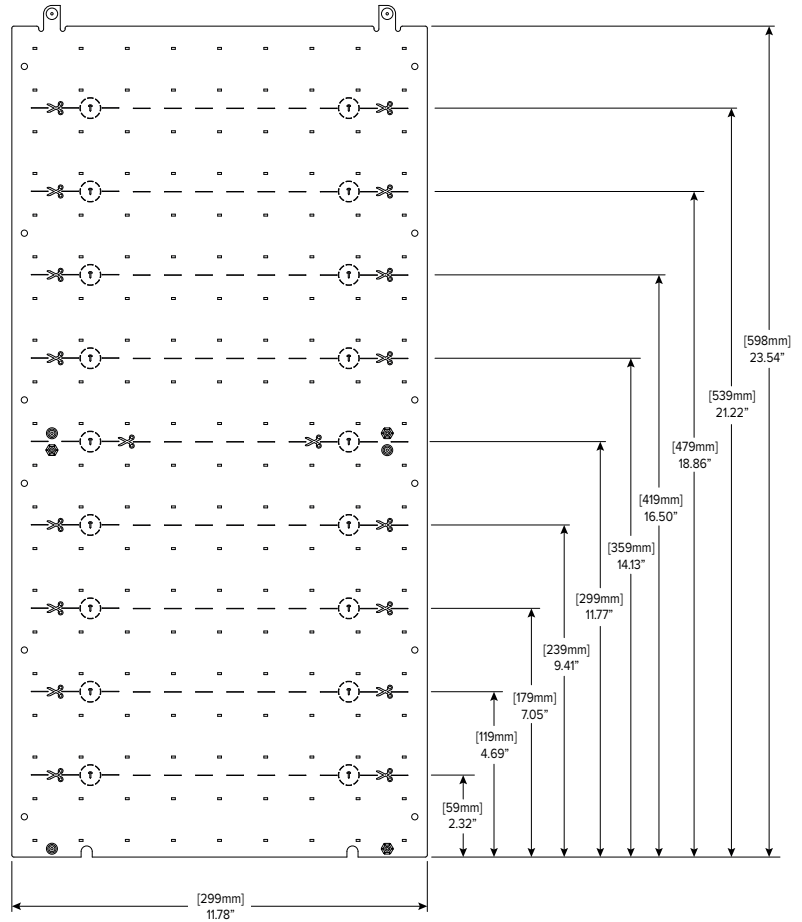 [598mm]
23.54”
[539mm]
21.22”
[479mm]
18.86”
[419mm]
16.50”
[359mm]
14.13”
[299mm]
11.77”
[239mm]
9.41”
[179mm]
7.05”
[119mm]
4.69”
[59mm]
2.32”
[299mm]
11.78”